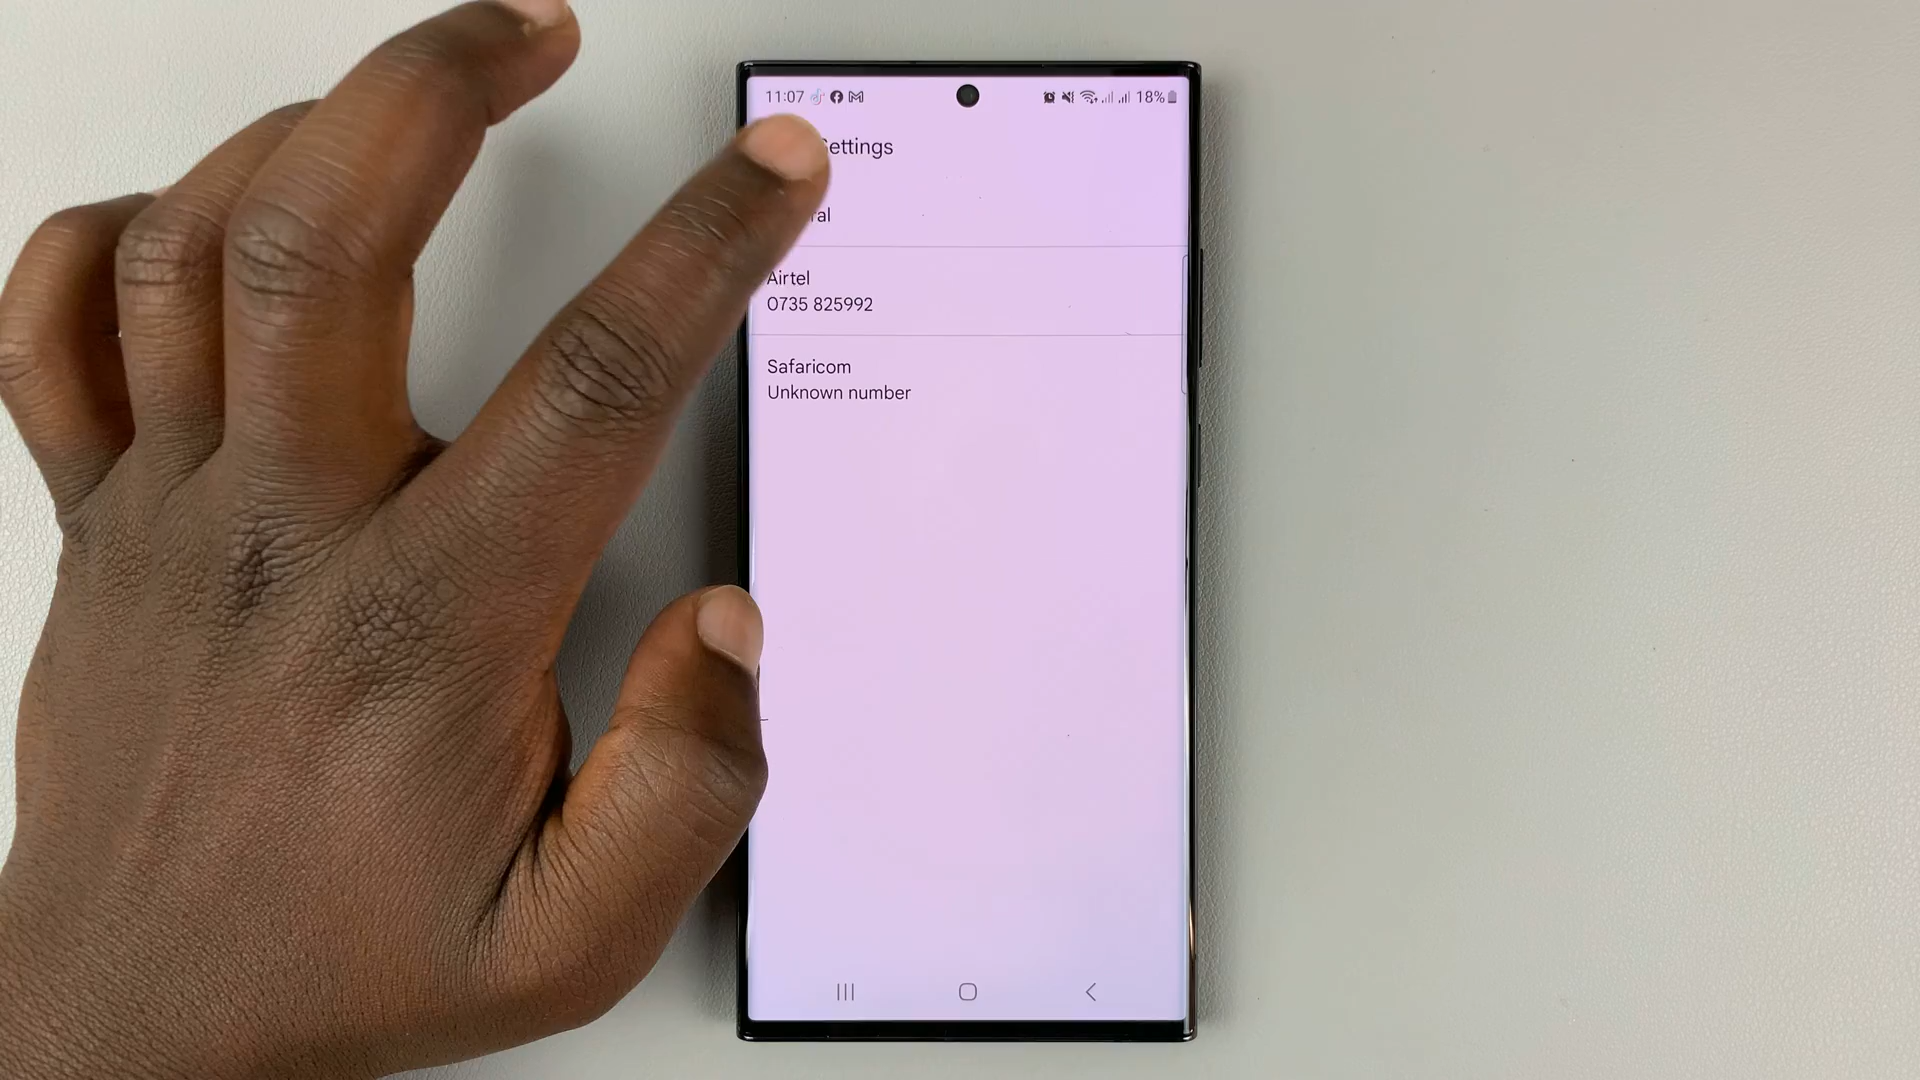 11:07 18%
Settings
Airtel
0735 825992
Safaricom
Unknown number